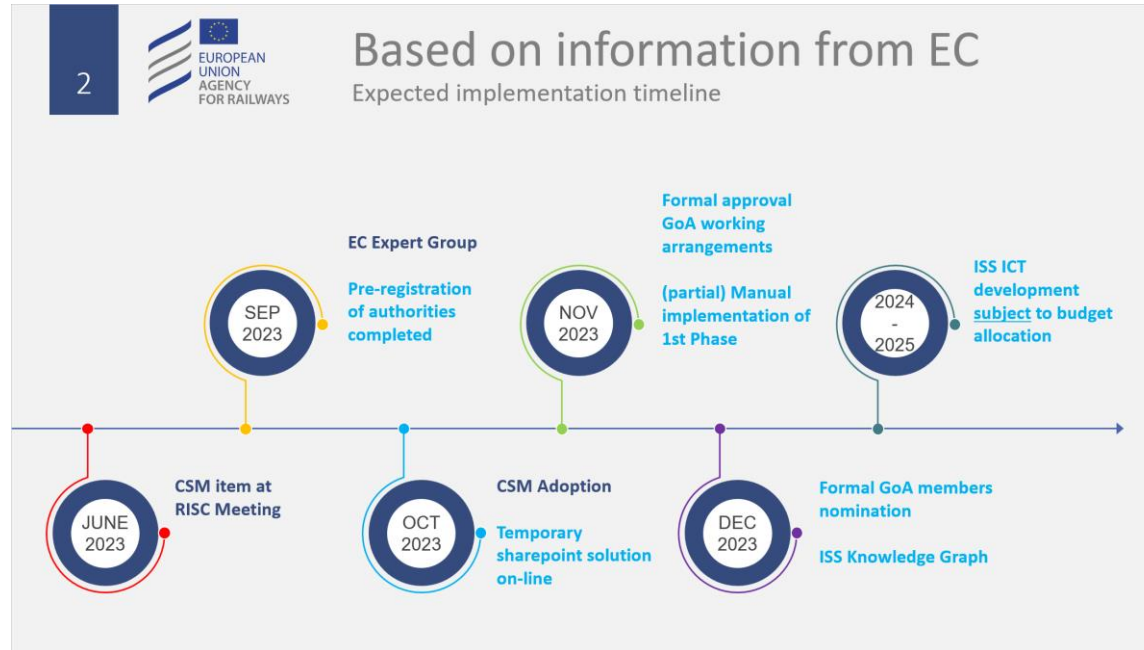 2
EUROPEAN
UNION
AGENCY
FOR RAILWAYS
Based on information from EC
Expected implementation timeline
JUNE
2023
CSM item at
RISC Meeting
SEP
2023
EC Expert Group
Pre-registration
of authorities
completed
OCT
2023
CSM Adoption
Temporary
sharepoint solution
on-line
NOV
2023
Formal approval
GoA working
arrangements
(partial) Manual
implementation of
1st Phase
DEC
2023
Formal GoA members
nomination
ISS Knowledge Graph
2024
-
2025
ISS ICT
development
subject to budget
allocation